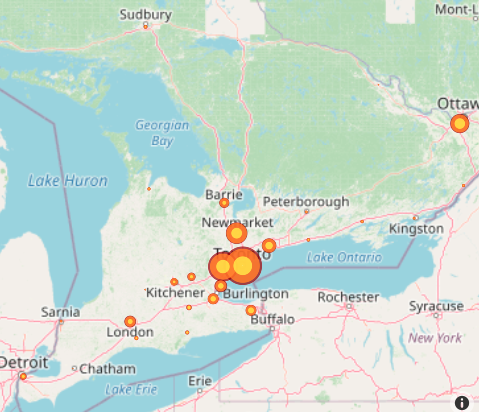 Sudbury
Mont-L
Ottaw
Georgian
Bay
Lake Huron
Barrie
Peterborough
Newmarket
Kingston
Lake Ontario
Kitchener
Burlington
Rochester
Sarnia
London
Buffalo
Syracuse
New York
Detroit
Chatham
Lake Erie
Erie
i